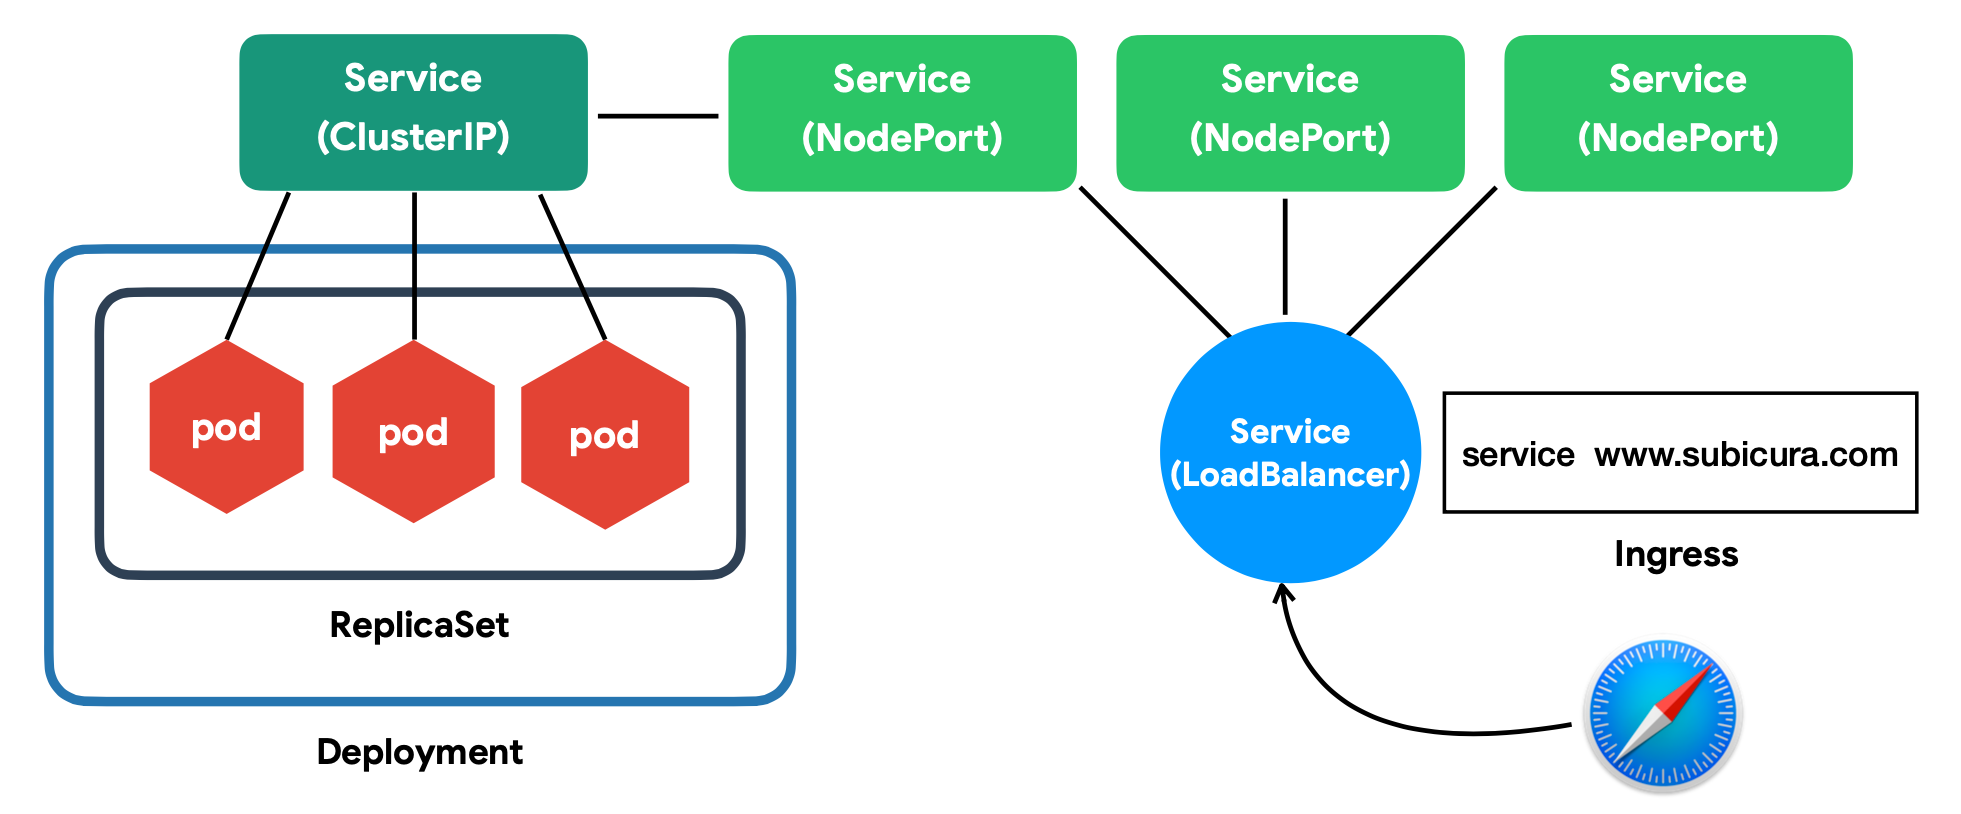 Service
(ClusterIP)
Service
(NodePort)
Service
(NodePort)
Service
(NodePort)
pod
pod
pod
ReplicaSet
Deployment
Service
(LoadBalancer)
service www.subicura.com
Ingress